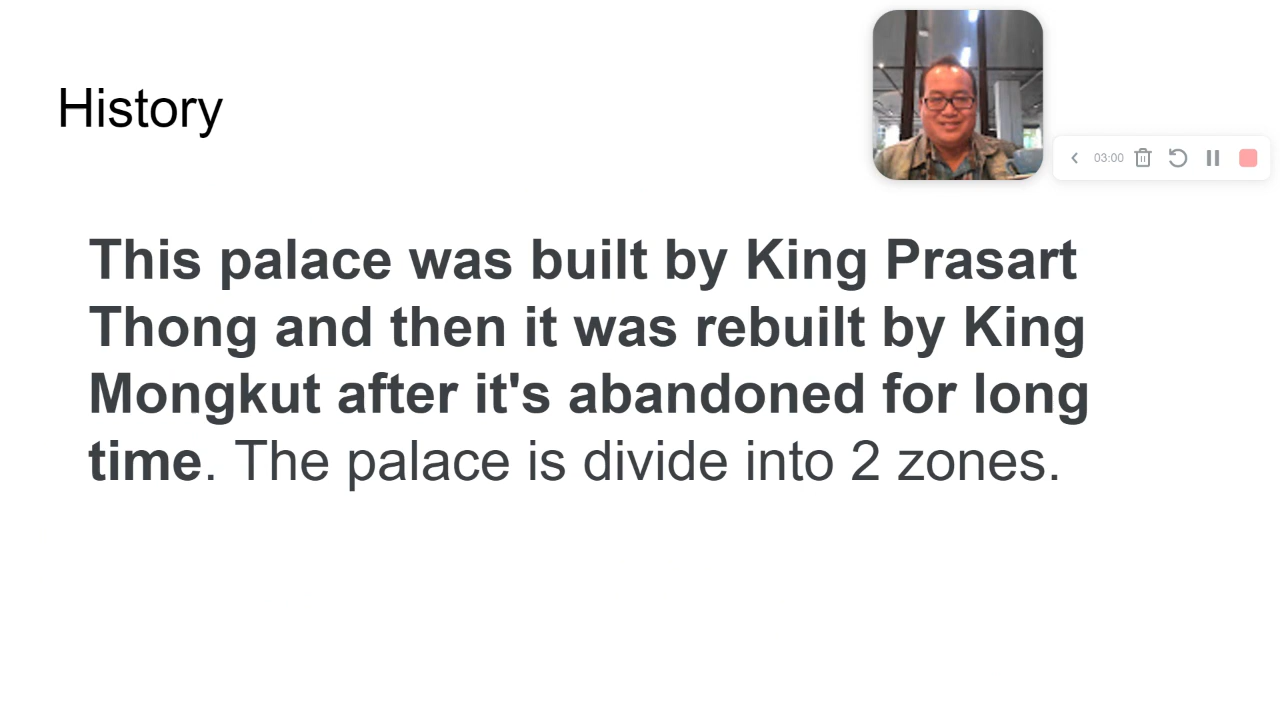 History
03:00
This palace was built by King Prasart
Thong and then it was rebuilt by King
Mongkut after it's abandoned for long
time. The palace is divide into 2 zones.